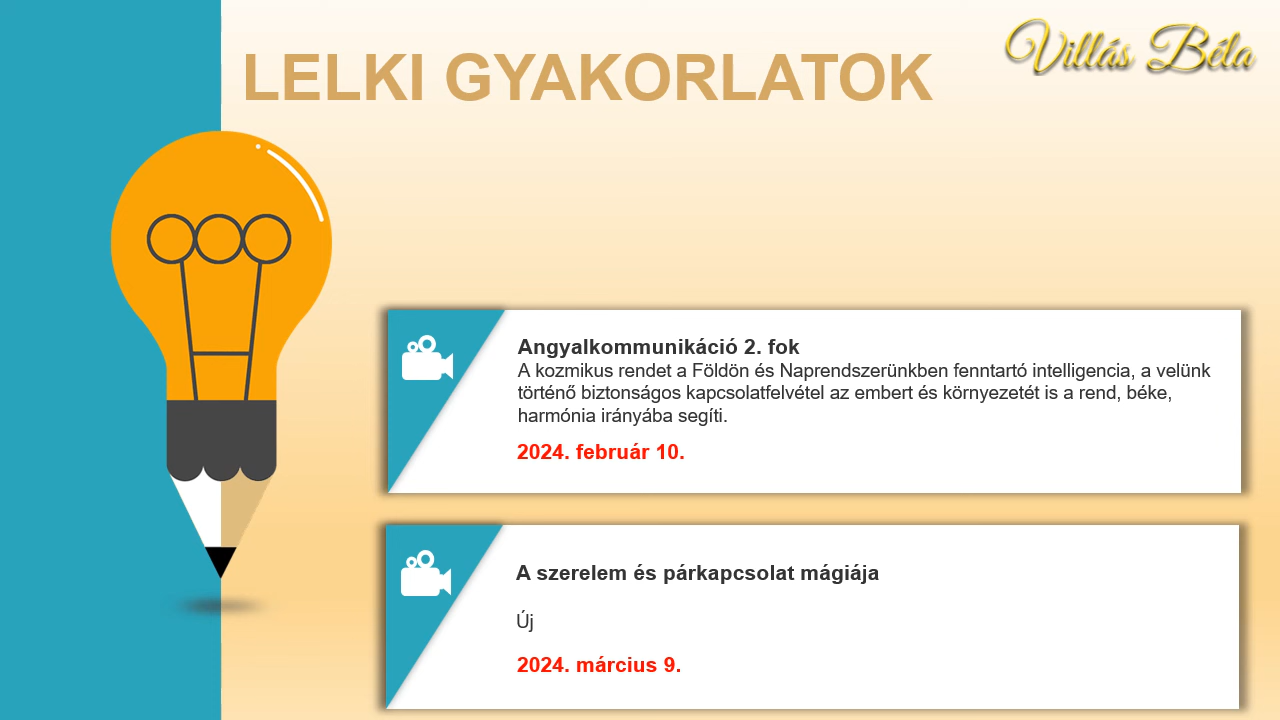 LELKI GYAKORLATOK
Villás Béla
Angyalkommunikáció 2. fok
A kozmikus rendet a Földön és Naprendszerünkben fenntartó intelligencia, a velünk
történő biztonságos kapcsolatfelvétel az embert és környezetét is a rend, béke,
harmónia irányába segíti.
2024. február 10.
A szerelem és párkapcsolat mágiája
Új
2024. március 9.